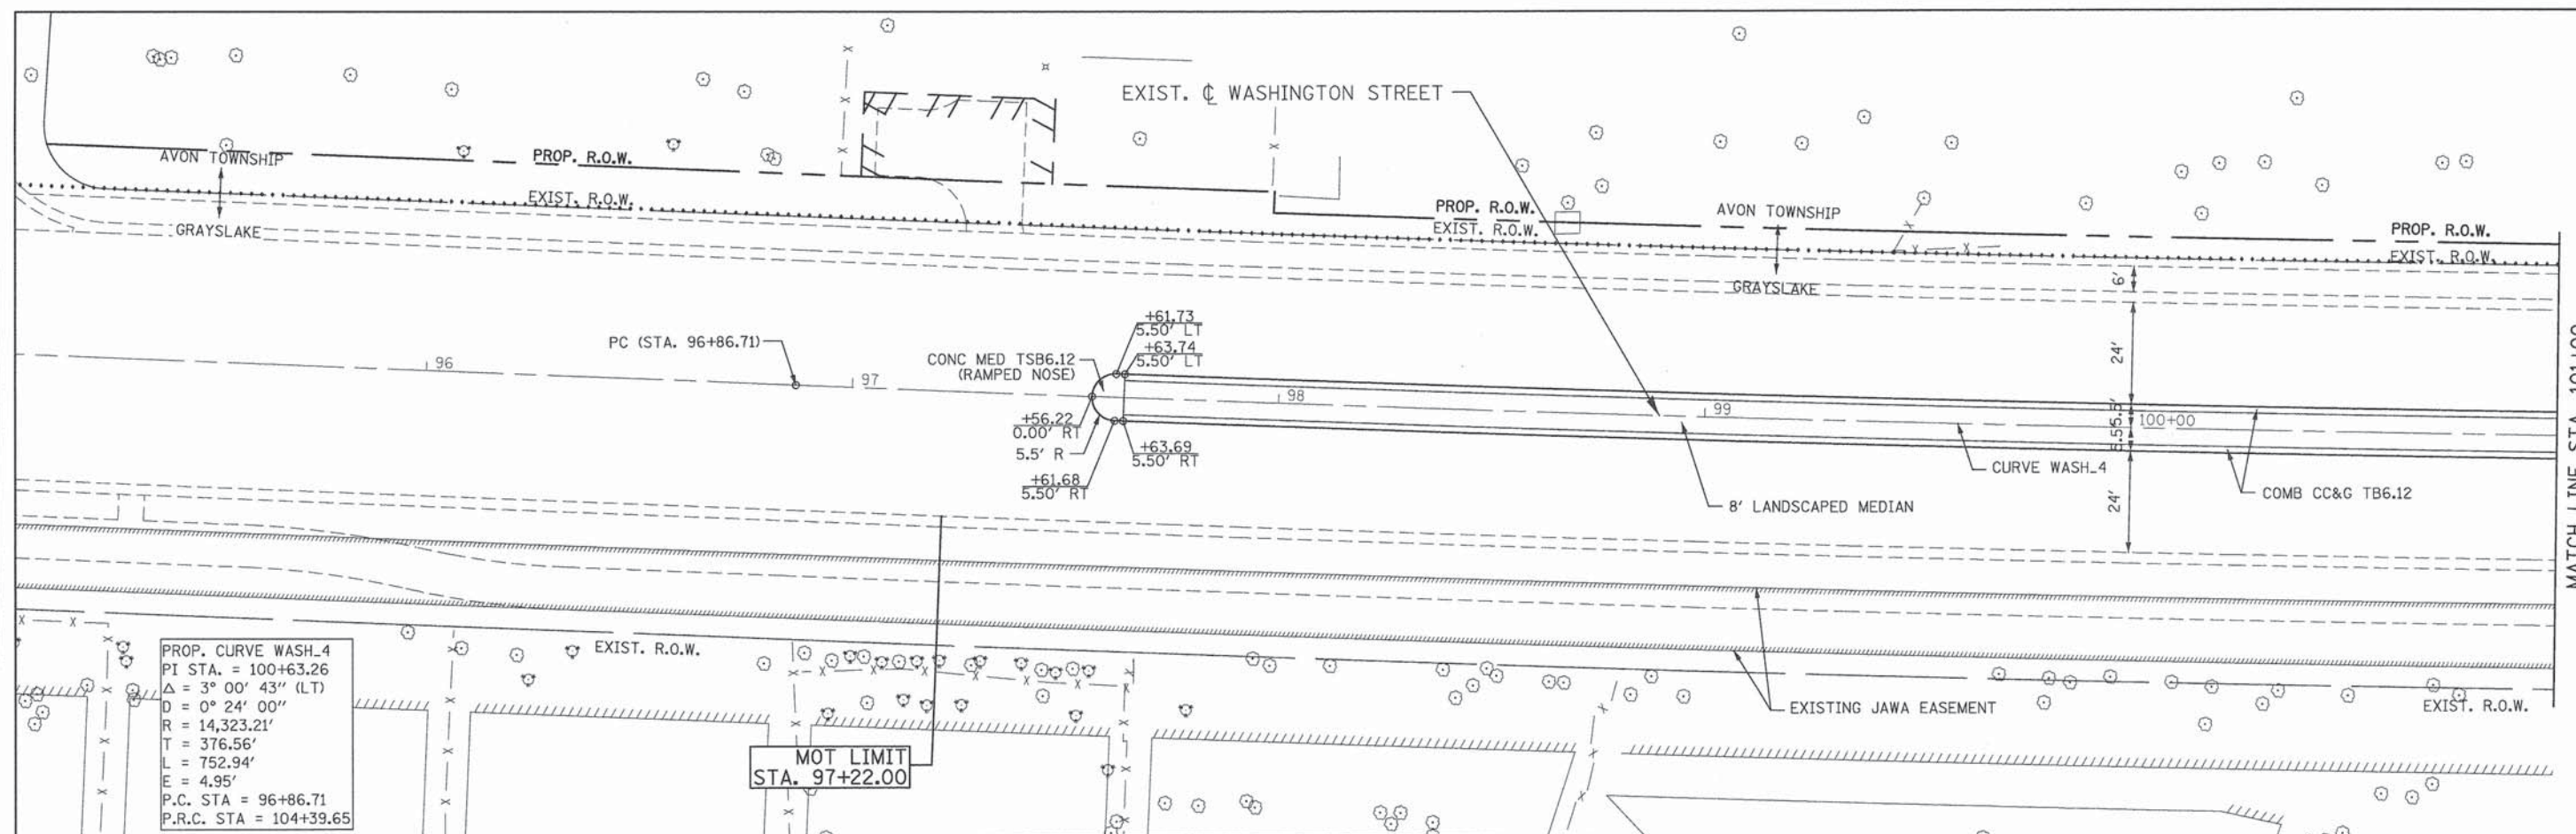 EXIST. ℄ WASHINGTON STREET
AVON TOWNSHIP
PROP. R.O.W.
EXIST. R.O.W.
GRAYSLAKE
PROP. R.O.W.
EXIST. R.O.W.
AVON TOWNSHIP
GRAYSLAKE
PROP. R.O.W.
EXIST. R.O.W.
6'
24'
5.5'
5.5'
24'
PC (STA. 96+86.71)
96
97
98
99
100+00
CONC MED TSB6.12
(RAMPED NOSE)
+61.73
5.50' LT
+63.74
5.50' LT
+56.22
0.00' RT
5.5' R
+63.69
5.50' RT
+61.68
5.50' RT
CURVE WASH_4
8' LANDSCAPED MEDIAN
COMB CC&G TB6.12
MATCH LINE STA. 101+00
EXIST. R.O.W.
MOT LIMIT
STA. 97+22.00
EXISTING JAWA EASEMENT
EXIST. R.O.W.
PROP. CURVE WASH_4
PI STA. = 100+63.26
Δ = 3° 00' 43" (LT)
D = 0° 24' 00"
R = 14,323.21'
T = 376.56'
L = 752.94'
E = 4.95'
P.C. STA = 96+86.71
P.R.C. STA = 104+39.65